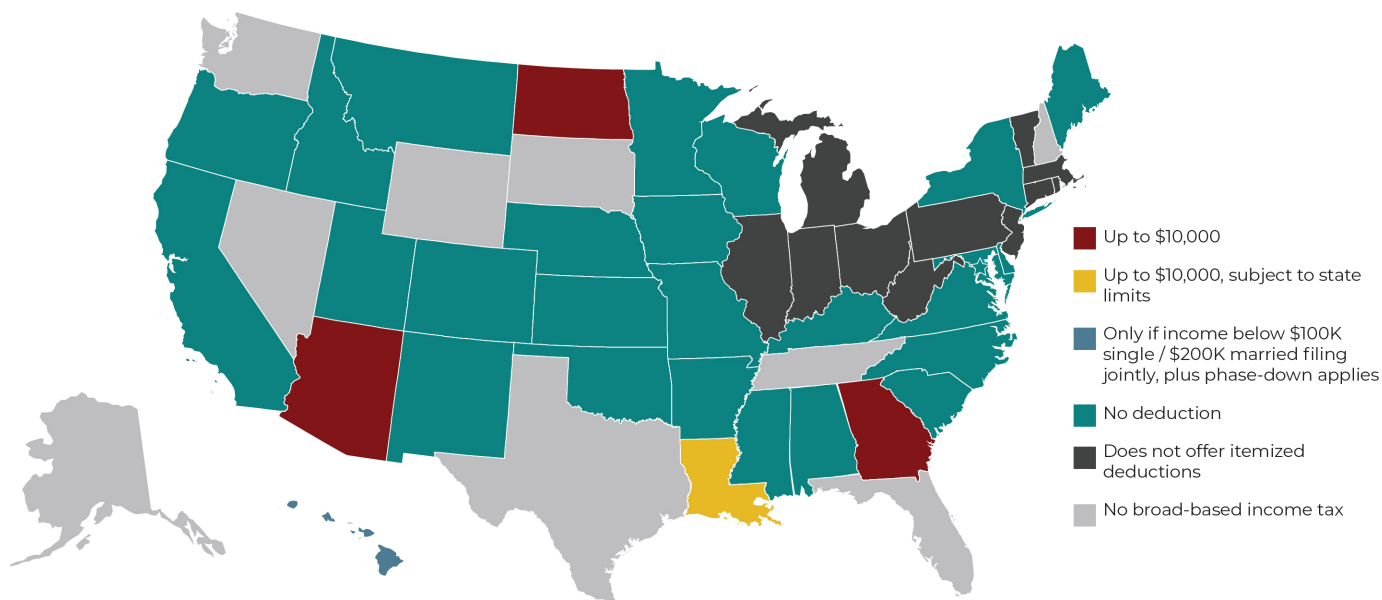 Up to $10,000
Up to $10,000, subject to state
limits
Only if income below $100K
single / $200K married filing
jointly, plus phase-down applies
No deduction
Does not offer itemized
deductions
No broad-based income tax